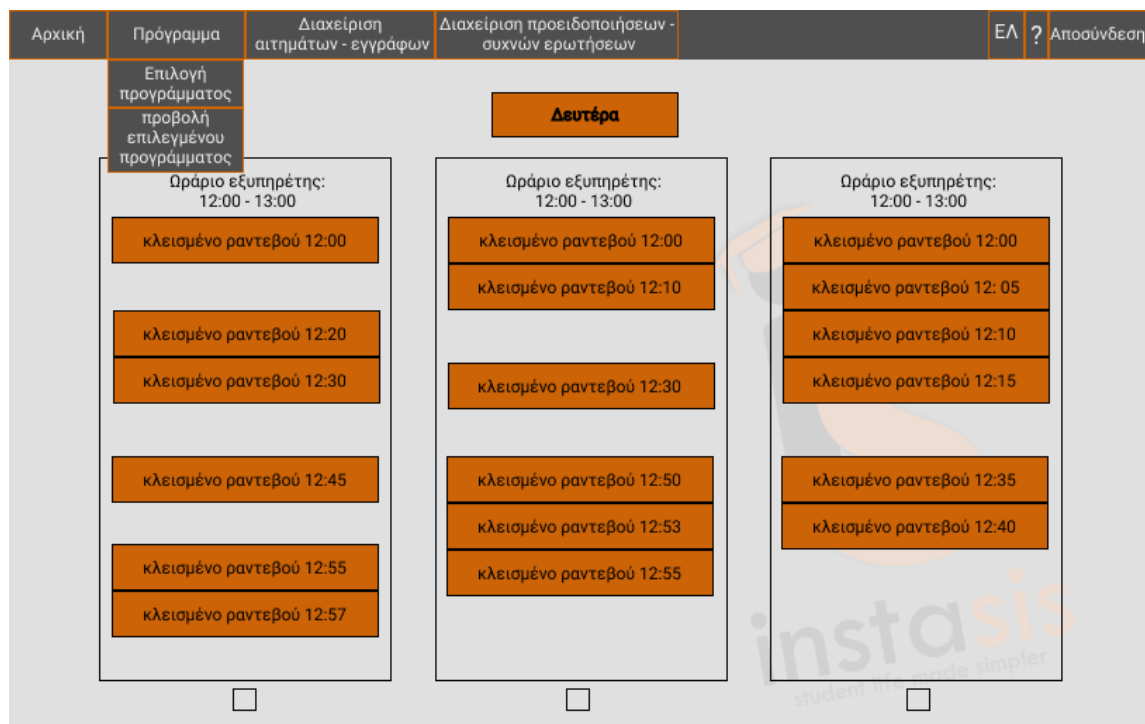 Αρχική
Πρόγραμμα
Διαχείριση
αιτημάτων - εγγράφων
Διαχείριση προειδοποιήσεων -
συχνών ερωτήσεων
ΕΛ
?
Αποσύνδεση
Επιλογή
προγράμματος
προβολή
επιλεγμένου
προγράμματος
Δευτέρα
Ωράριο εξυπηρέτης:
12:00 - 13:00
κλεισμένο ραντεβού 12:00
κλεισμένο ραντεβού 12:20
κλεισμένο ραντεβού 12:30
κλεισμένο ραντεβού 12:45
κλεισμένο ραντεβού 12:55
κλεισμένο ραντεβού 12:57
Ωράριο εξυπηρέτης:
12:00 - 13:00
κλεισμένο ραντεβού 12:00
κλεισμένο ραντεβού 12:10
κλεισμένο ραντεβού 12:30
κλεισμένο ραντεβού 12:50
κλεισμένο ραντεβού 12:53
κλεισμένο ραντεβού 12:55
Ωράριο εξυπηρέτης:
12:00 - 13:00
κλεισμένο ραντεβού 12:00
κλεισμένο ραντεβού 12: 05
κλεισμένο ραντεβού 12:10
κλεισμένο ραντεβού 12:15
κλεισμένο ραντεβού 12:35
κλεισμένο ραντεβού 12:40
instasis
student life made simpler